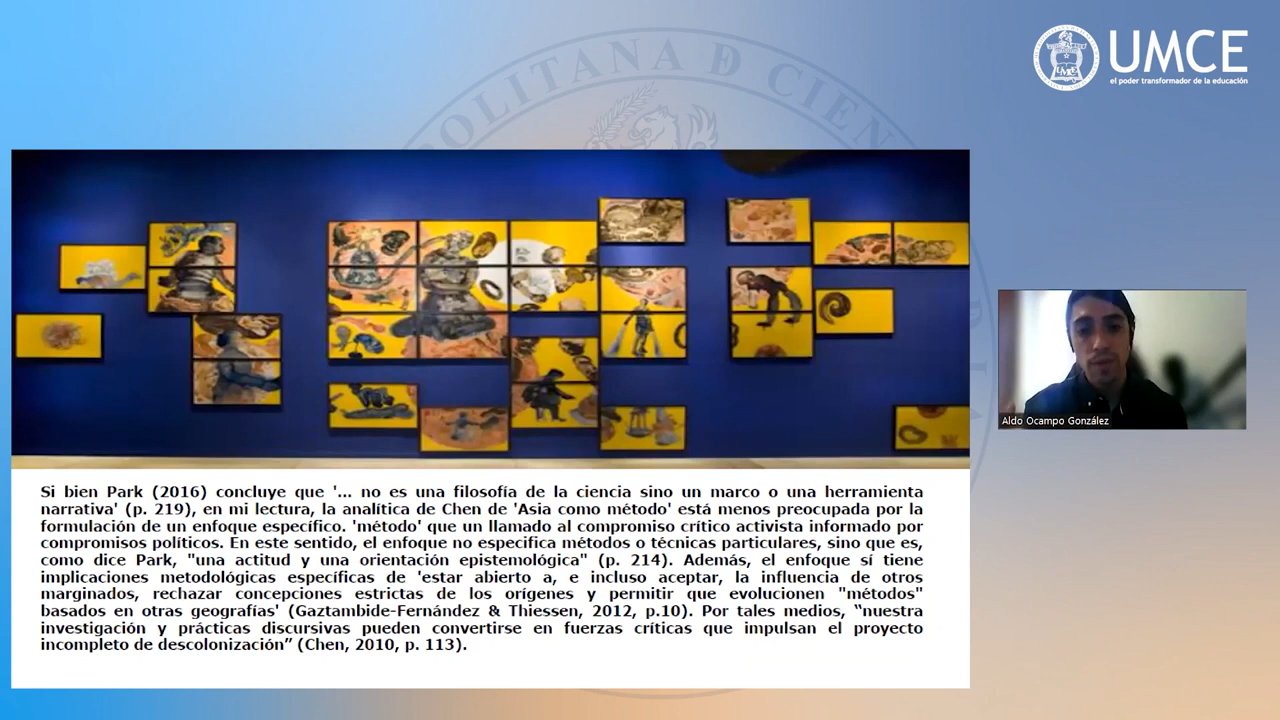 POLITANA D CIEN
UMCE
el poder transformador de la educación
Aldo Ocampo González
Si bien Park (2016) concluye que '... no es una filosofía de la ciencia sino un marco o una herramienta
narrativa' (p. 219), en mi lectura, la analítica de Chen de 'Asia como método' está menos preocupada por la
formulación de un enfoque específico. 'método' que un llamado al compromiso crítico activista informado por
compromisos políticos. En este sentido, el enfoque no especifica métodos o técnicas particulares, sino que es,
como dice Park, "una actitud y una orientación epistemológica" (p. 214). Además, el enfoque sí tiene
implicaciones metodológicas específicas de 'estar abierto a, e incluso aceptar, la influencia de otros
marginados, rechazar concepciones estrictas de los orígenes y permitir que evolucionen "métodos"
basados en otras geografías' (Gaztambide-Fernández & Thiessen, 2012, p.10). Por tales medios, “nuestra
investigación y prácticas discursivas pueden convertirse en fuerzas críticas que impulsan el proyecto
incompleto de descolonización” (Chen, 2010, p. 113).